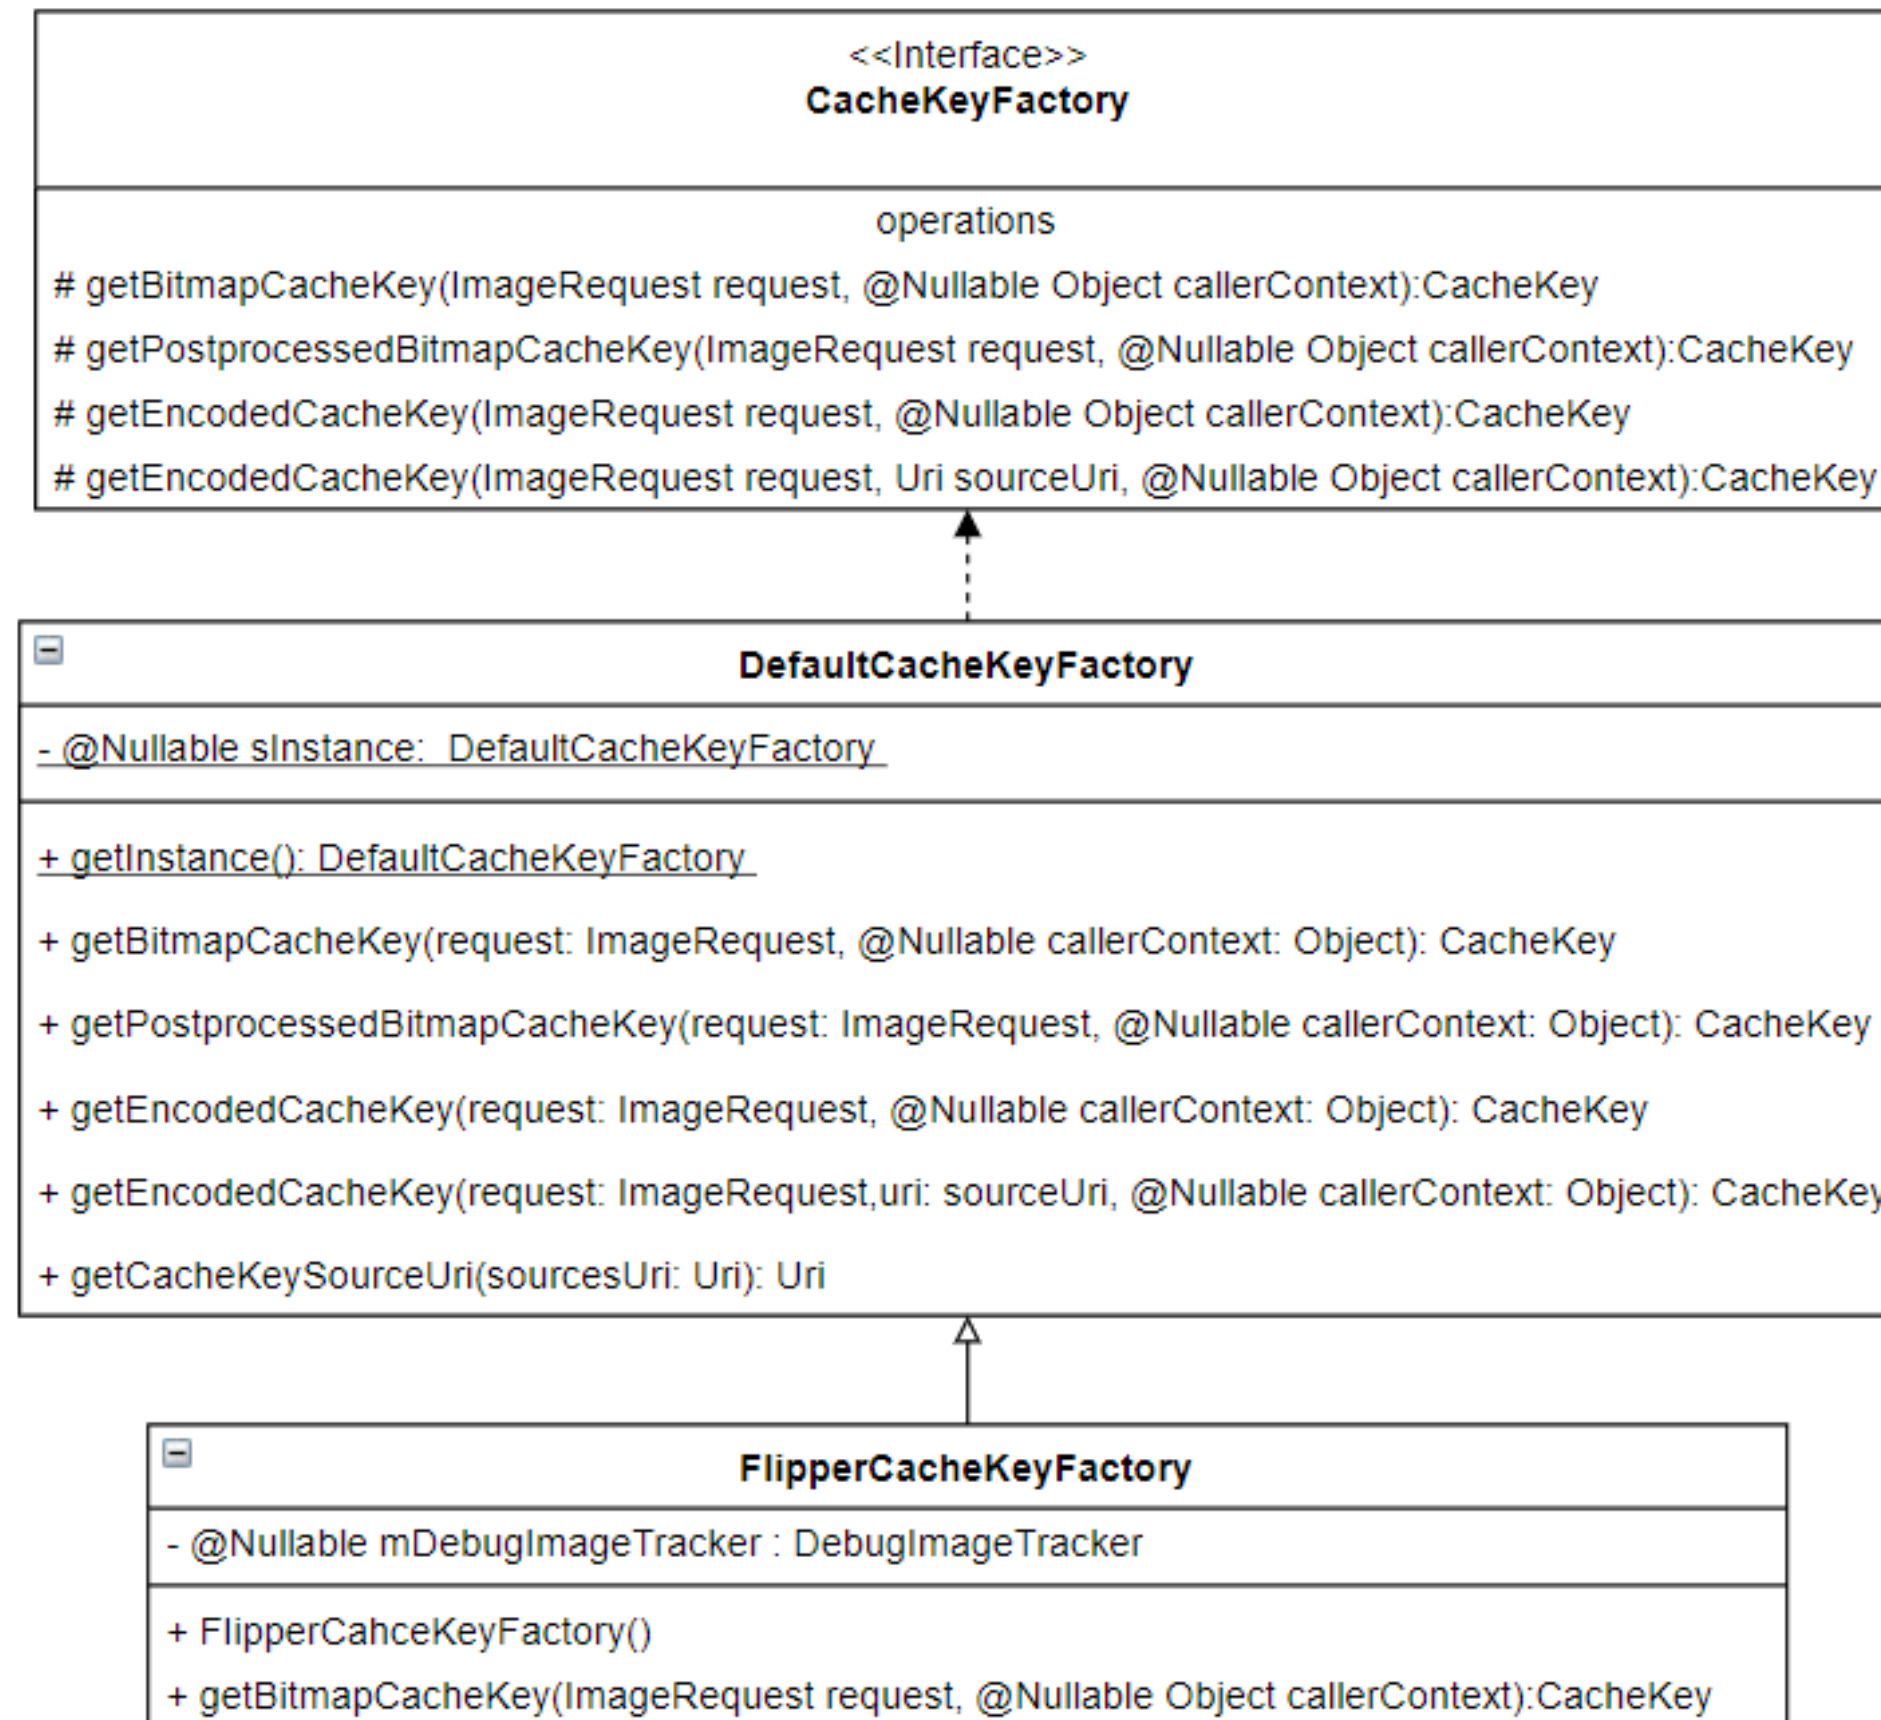 <<Interface>>
CacheKeyFactory
operations
# getBitmapCacheKey(ImageRequest request, @Nullable Object callerContext):CacheKey
# getPostprocessedBitmapCacheKey(ImageRequest request, @Nullable Object callerContext):CacheKey
# getEncodedCacheKey(ImageRequest request, @Nullable Object callerContext):CacheKey
# getEncodedCacheKey(ImageRequest request, Uri sourceUri, @Nullable Object callerContext):CacheKey
DefaultCacheKeyFactory
- @Nullable sInstance:  DefaultCacheKeyFactory
+ getInstance(): DefaultCacheKeyFactory
+ getBitmapCacheKey(request: ImageRequest, @Nullable callerContext: Object): CacheKey
+ getPostprocessedBitmapCacheKey(request: ImageRequest, @Nullable callerContext: Object): CacheKey
+ getEncodedCacheKey(request: ImageRequest, @Nullable callerContext: Object): CacheKey
+ getEncodedCacheKey(request: ImageRequest,uri: sourceUri, @Nullable callerContext: Object): CacheKey
+ getCacheKeySourceUri(sourcesUri: Uri): Uri
FlipperCacheKeyFactory
- @Nullable mDebugImageTracker : DebugImageTracker
+ FlipperCahceKeyFactory()
+ getBitmapCacheKey(ImageRequest request, @Nullable Object callerContext):CacheKey